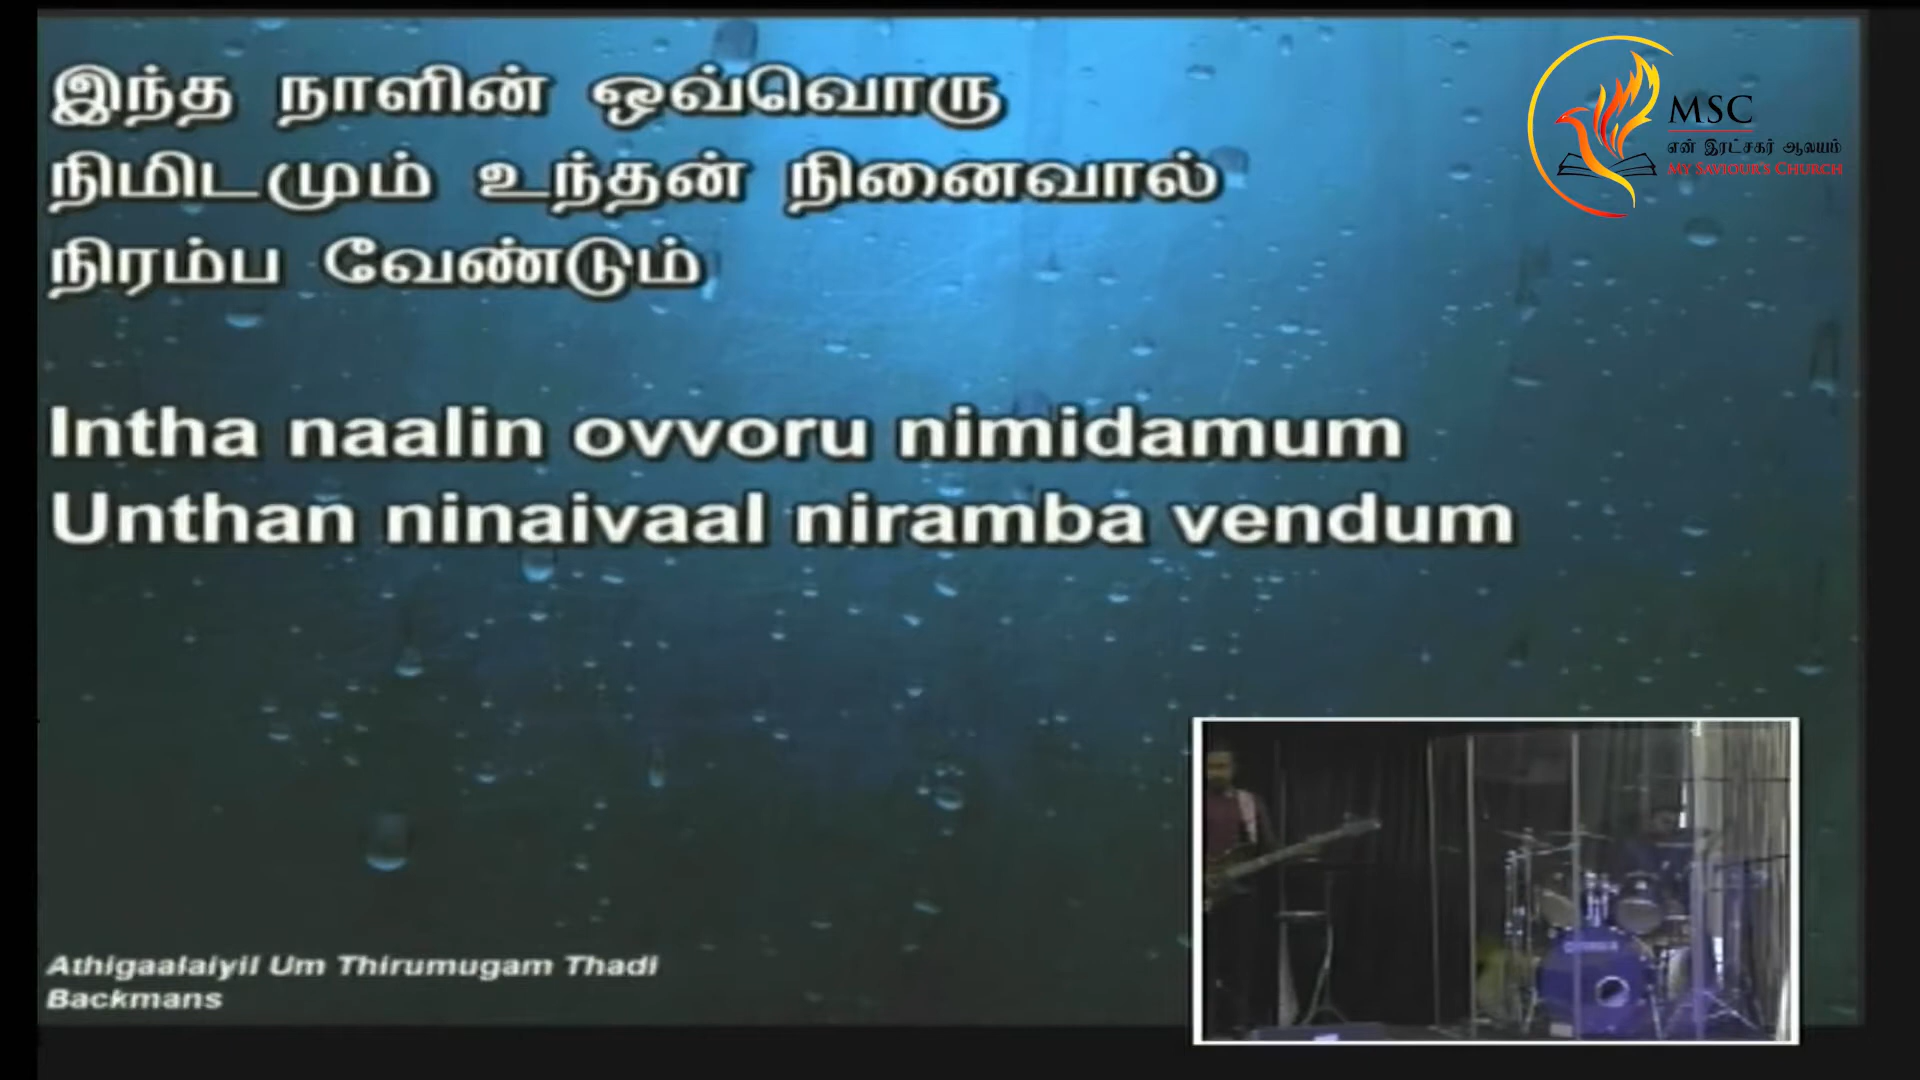 இந்த நாளின் ஒவ்வொரு
நிமிடமும் உந்தன் நினைவால்
நிரம்ப வேண்டும்
Intha naalin ovvoru nimidamum
Unthan ninaivaal niramba vendum
Athigaalaiyil Um Thirumugam Thadi
Backmans
MSC
என் இரட்சகர் ஆலயம்
MY SAVIOUR'S CHURCH